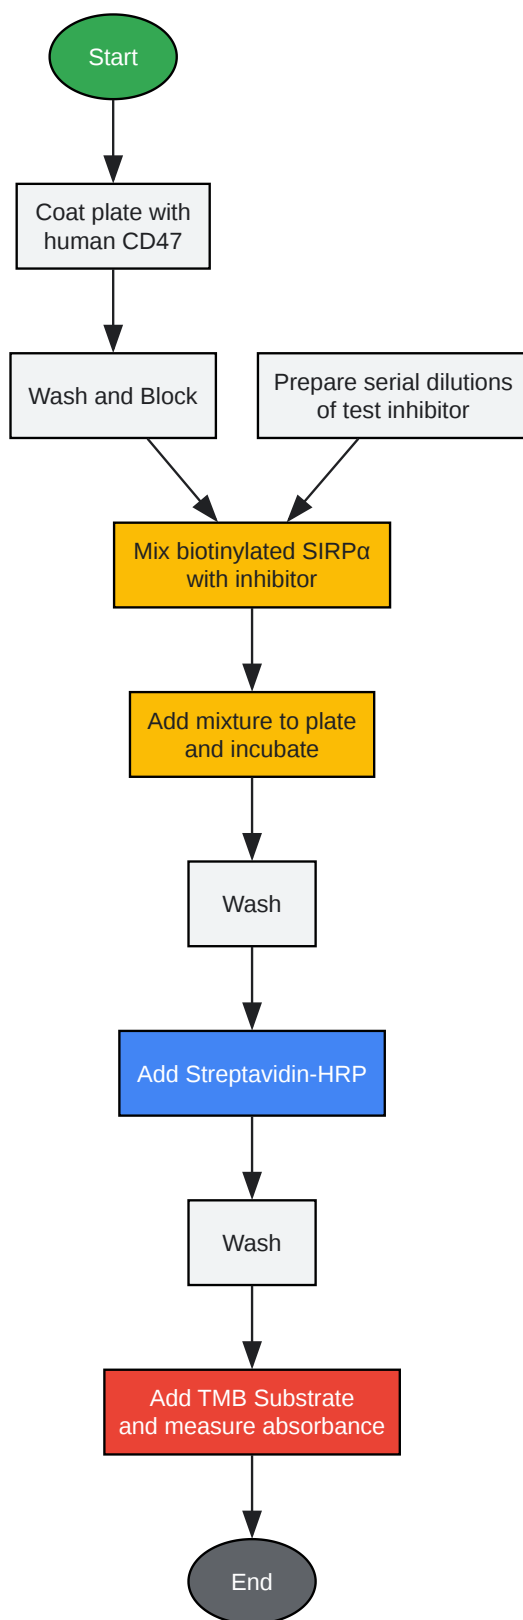 Start
Coat plate with
human CD47
Wash and Block
Prepare serial dilutions
of test inhibitor
Mix biotinylated SIRPα
with inhibitor
Add mixture to plate
and incubate
Wash
Add Streptavidin-HRP
Wash
Add TMB Substrate
and measure absorbance
End